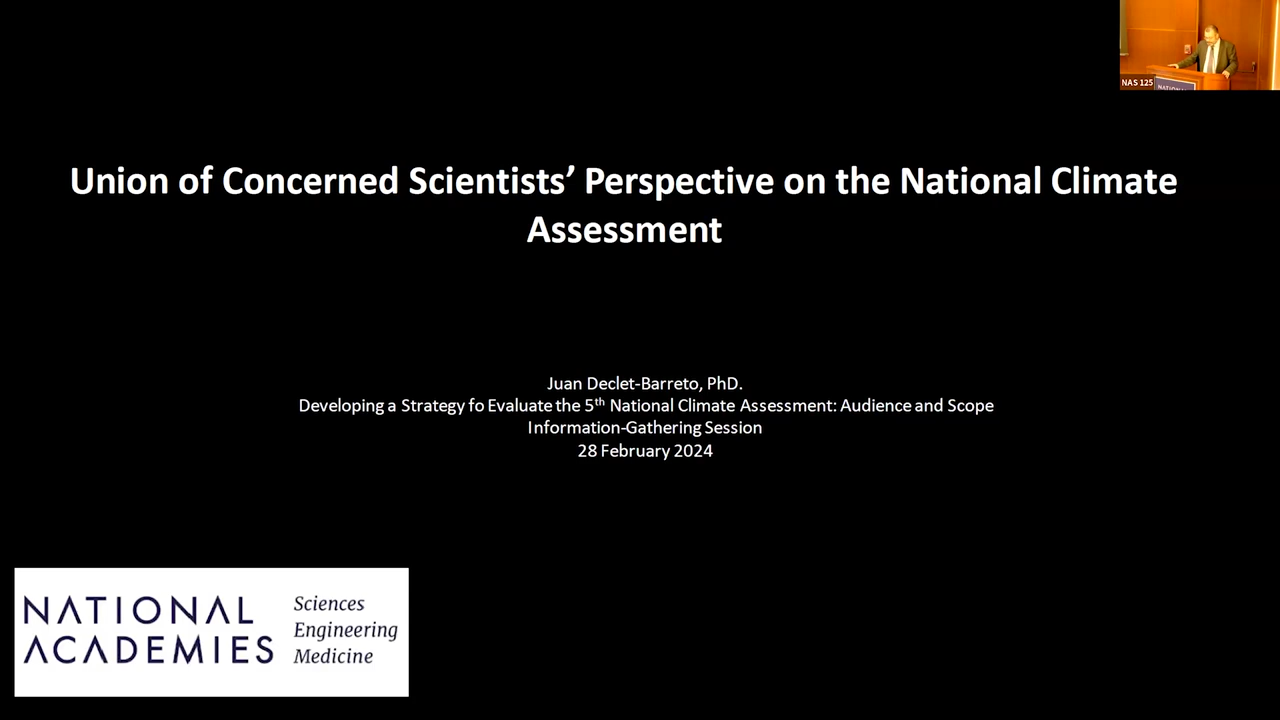 NAS 125
NATIONAL
Union of Concerned Scientists’ Perspective on the National Climate
Assessment
Juan Declet-Barreto, PhD.
Developing a Strategy fo Evaluate the 5th National Climate Assessment: Audience and Scope
Information-Gathering Session
28 February 2024
NATIONAL
ACADEMIES
Sciences
Engineering
Medicine